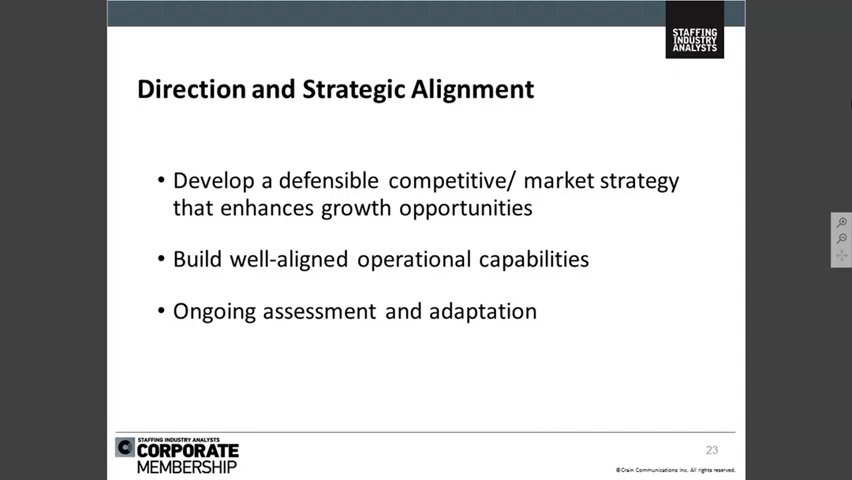 STAFFING
INDUSTRY
ANALYSTS
Direction and Strategic Alignment
• Develop a defensible competitive/ market strategy
that enhances growth opportunities
• Build well-aligned operational capabilities
• Ongoing assessment and adaptation
C
STAFFING INDUSTRY ANALYSTS
CORPORATE
MEMBERSHIP
23
©Crain Communications Inc. All rights reserved.